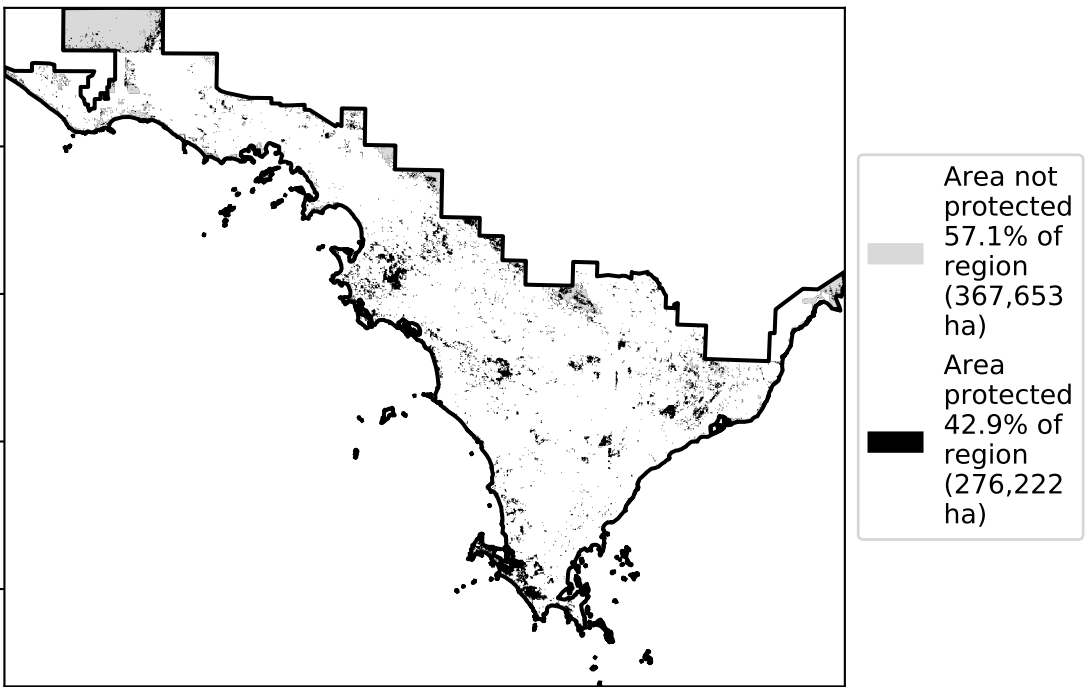 Area not
protected
57.1% of
region
(367,653
ha)
Area
protected
42.9% of
region
(276,222
ha)